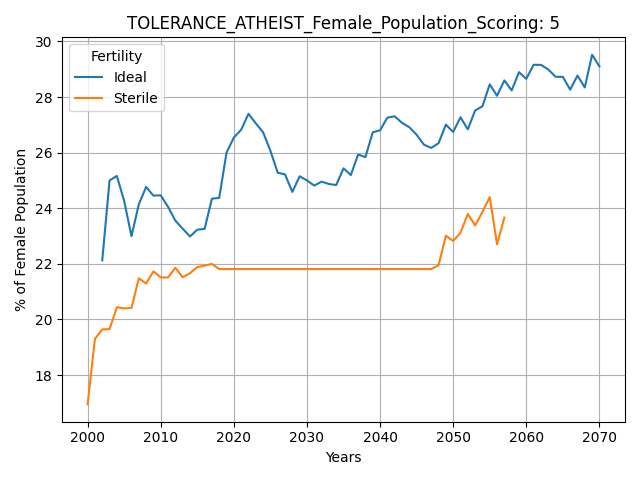 TOLERANCE_ATHEIST_Female_Population_Scoring: 5
Fertility
Ideal
Sterile
% of Female Population
30
28
26
24
22
20
18
2000 2010 2020 2030 2040 2050 2060 2070
Years